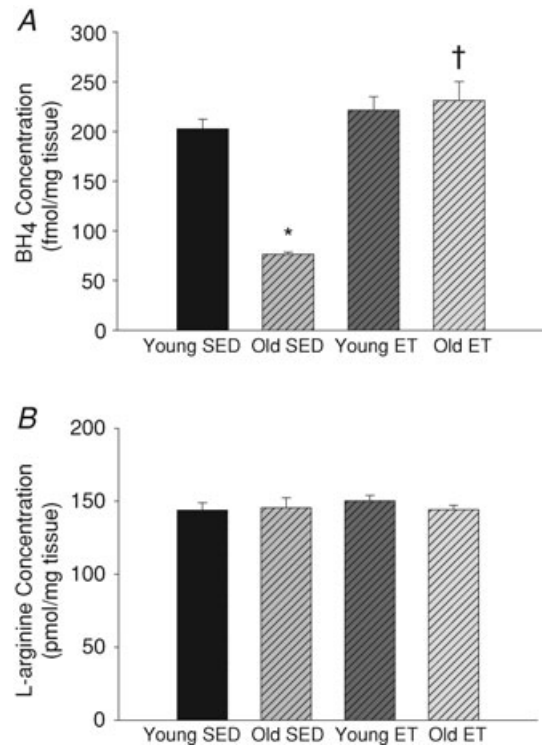 A
BH4 Concentration
(fmol/mg tissue)
300
250
200
150
100
50
0
*
†
Young SED Old SED Young ET Old ET
B
L-arginine Concentration
(pmol/mg tissue)
200
150
100
50
0
Young SED Old SED Young ET Old ET